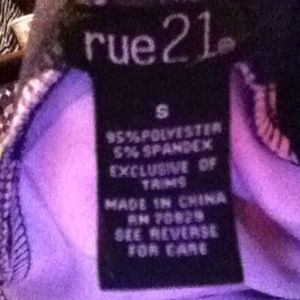 rue21®
S
95% POLYESTER
5% SPANDEX
EXCLUSIVE OF
TRIMS
MADE IN CHINA
RN 70829
SEE REVERSE
FOR CARE